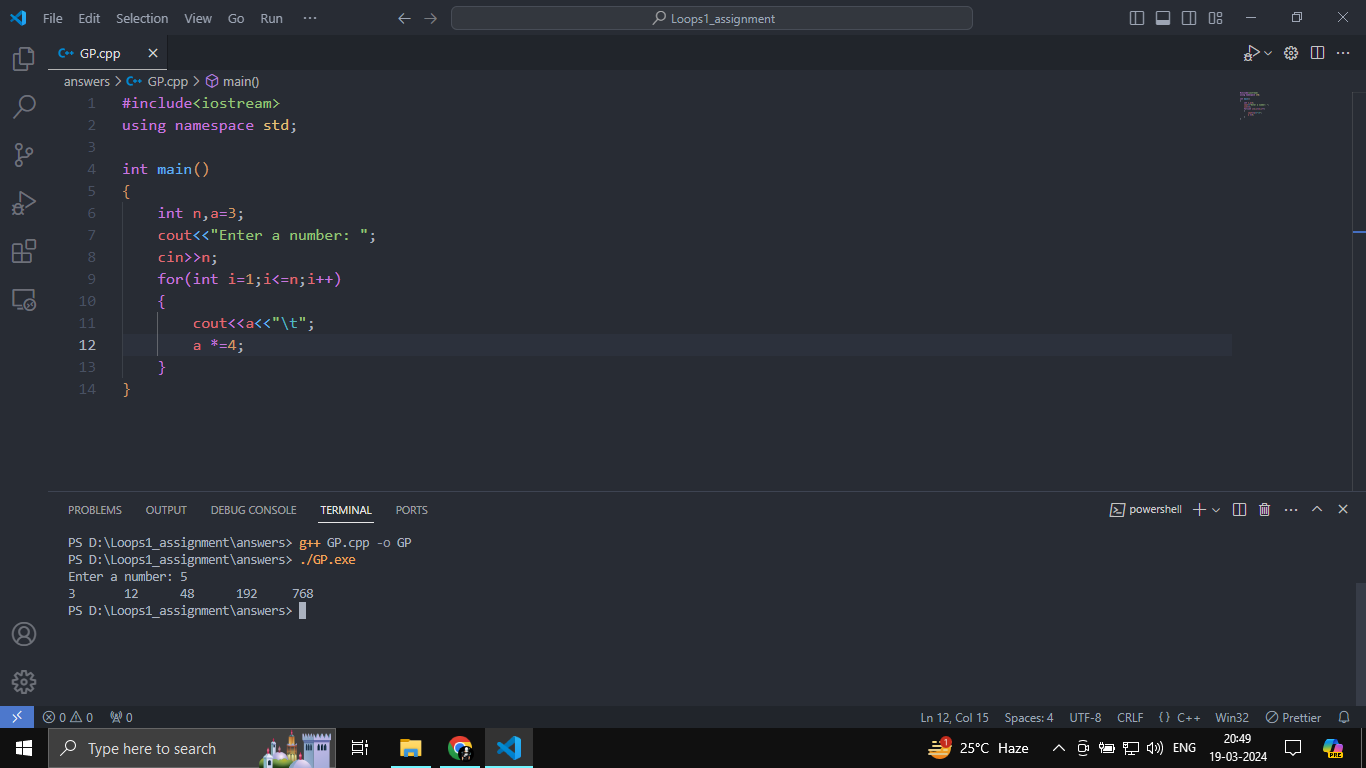 File Edit Selection View Go Run ··· Loops1_assignment
GP.cpp
answers > GP.cpp > main()
1 #include<iostream>
2 using namespace std;
3
4 int main()
5 {
6 int n,a=3;
7 cout<<"Enter a number: ";
8 cin>>n;
9 for(int i=1;i<=n;i++)
10 {
11 cout<<a<<"\t";
12 a *=4;
13 }
14 }
PROBLEMS OUTPUT DEBUG CONSOLE TERMINAL PORTS powershell
PS D:\Loops1_assignment\answers> g++ GP.cpp -o GP
PS D:\Loops1_assignment\answers> ./GP.exe
Enter a number: 5
3 12 48 192 768
PS D:\Loops1_assignment\answers>
0 0 0 Ln 12, Col 15 Spaces: 4 UTF-8 CRLF {} C++ Win32 Prettier
Type here to search 1 25°C Haze ENG 20:49 PRE
19-03-2024